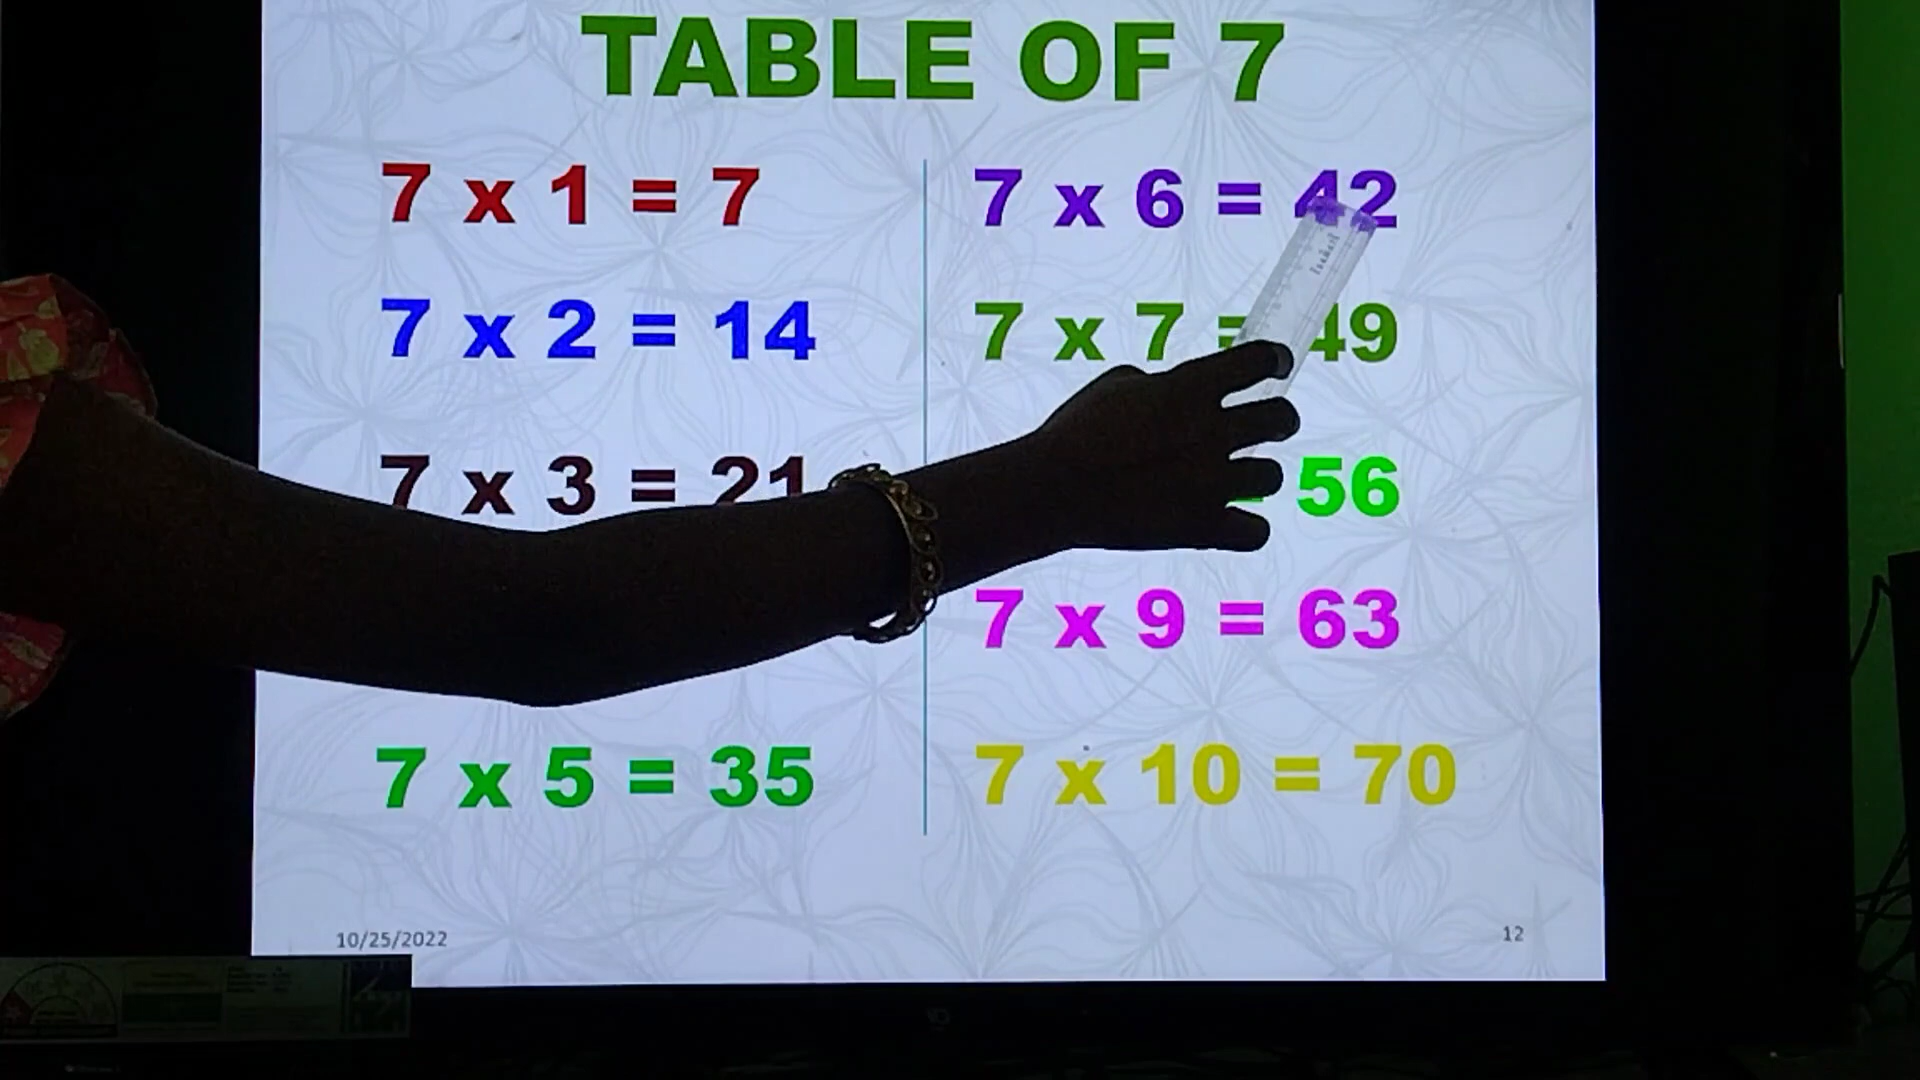 TABLE OF 7
7 x 1 = 7
7 x 2 = 14
7 x 3 = 21
7 x 5 = 35
7 x 6 = 42
7 x 7 = 49
= 56
7 x 9 = 63
7 x 10 = 70
10/25/2022
12